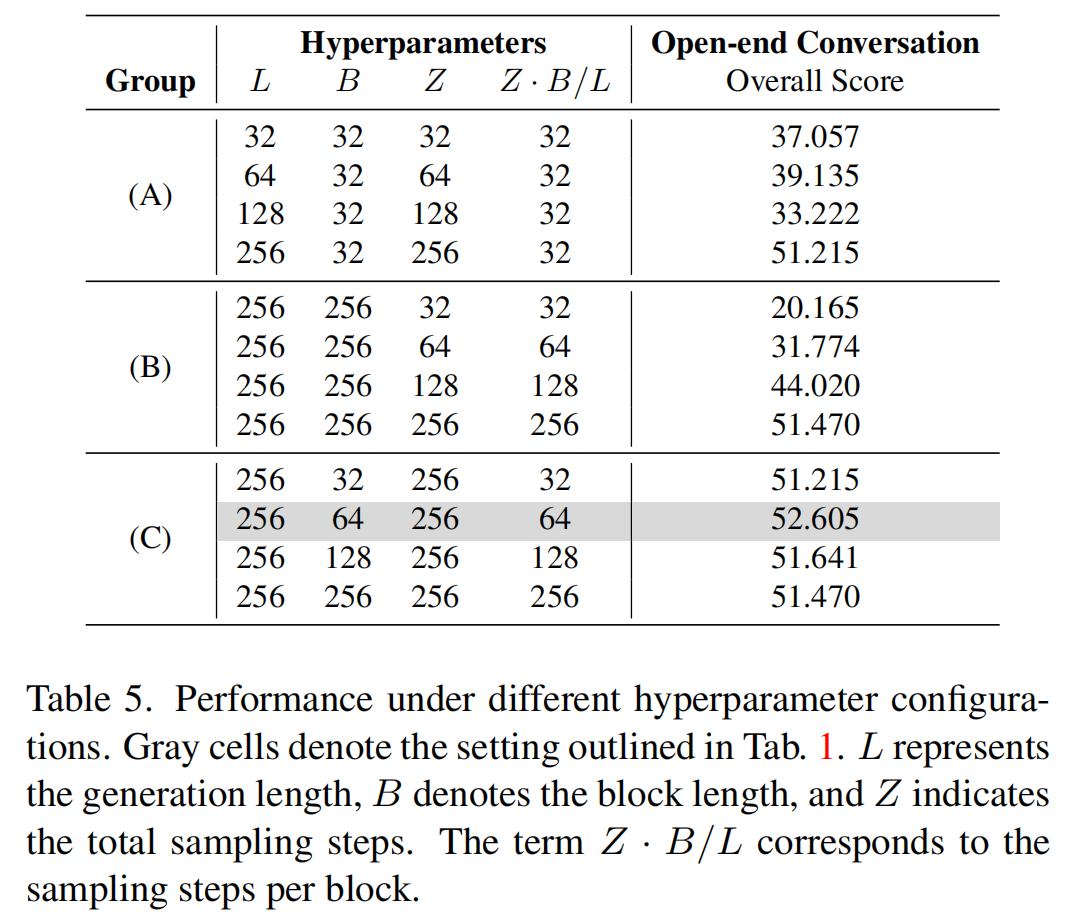 Hyperparameters Open-end Conversation
Group L B Z Z · B/L Overall Score
32 32 32 32 37.057
64 32 64 32 39.135
(A)
128 32 128 32 33.222
256 32 256 32 51.215
256 256 32 32 20.165
256 256 64 64 31.774
(B)
256 256 128 128 44.020
256 256 256 256 51.470
256 32 256 32 51.215
256 64 256 64 52.605
(C)
256 128 256 128 51.641
256 256 256 256 51.470
Table 5. Performance under different hyperparameter configura-
tions. Gray cells denote the setting outlined in Tab. 1. L represents
the generation length, B denotes the block length, and Z indicates
the total sampling steps. The term Z · B/L corresponds to the
sampling steps per block.